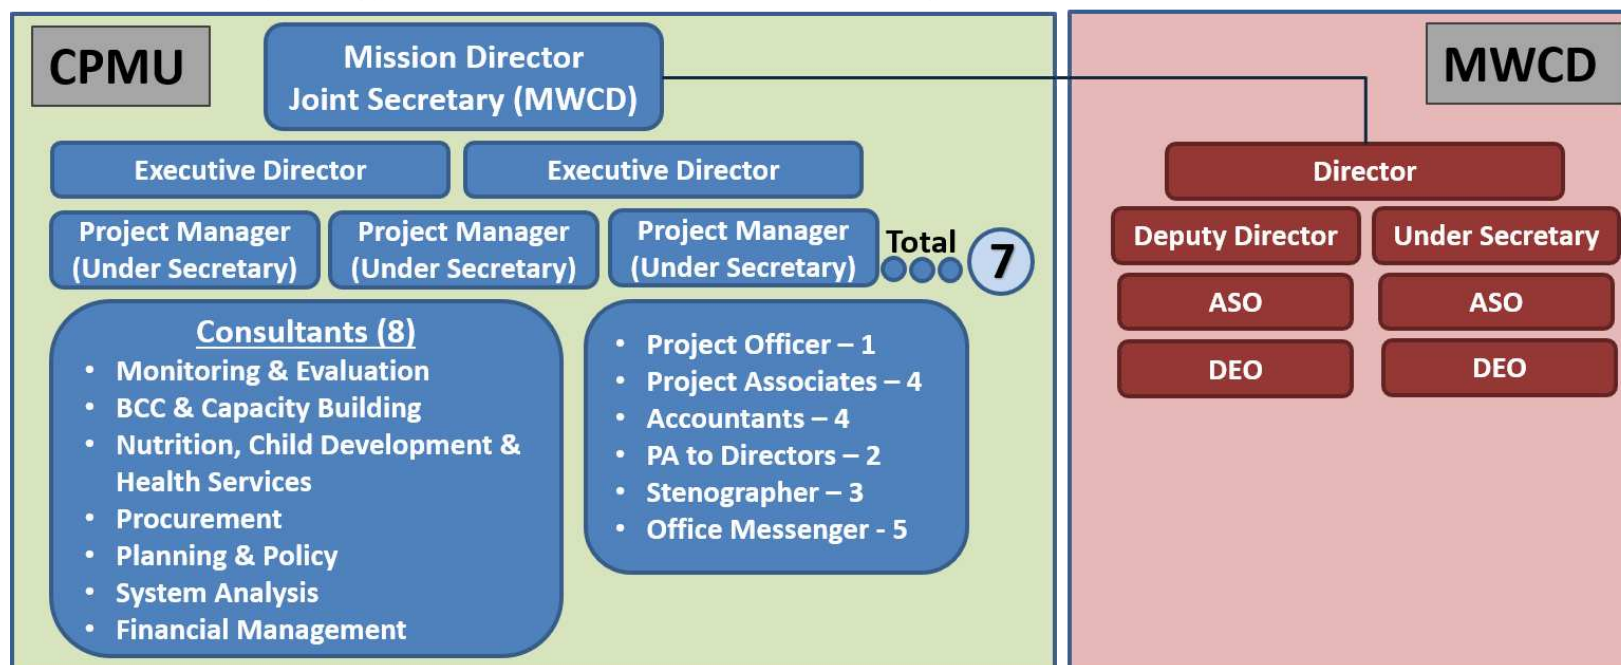 CPMU
Mission Director
Joint Secretary (MWCD)
Executive Director
Executive Director
Project Manager
(Under Secretary)
Project Manager
(Under Secretary)
Project Manager
(Under Secretary)
Total
7
Consultants (8)
• Monitoring & Evaluation
• BCC & Capacity Building
• Nutrition, Child Development &
Health Services
• Procurement
• Planning & Policy
• System Analysis
• Financial Management
• Project Officer – 1
• Project Associates – 4
• Accountants – 4
• PA to Directors – 2
• Stenographer – 3
• Office Messenger - 5
MWCD
Director
Deputy Director
Under Secretary
ASO
ASO
DEO
DEO